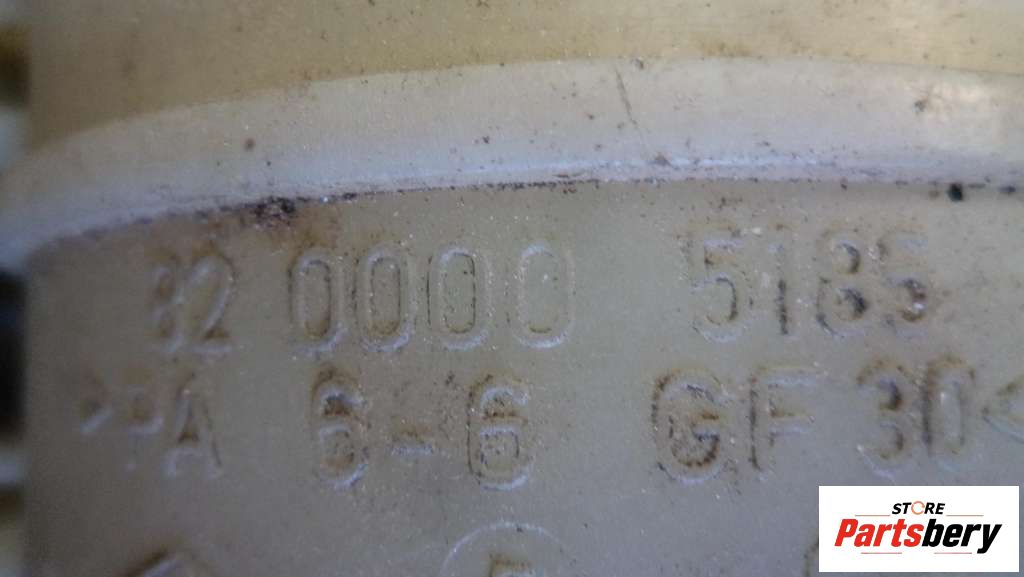 82 0000 5185
>PA 6-6 GF 30<
STORE
Partsbery